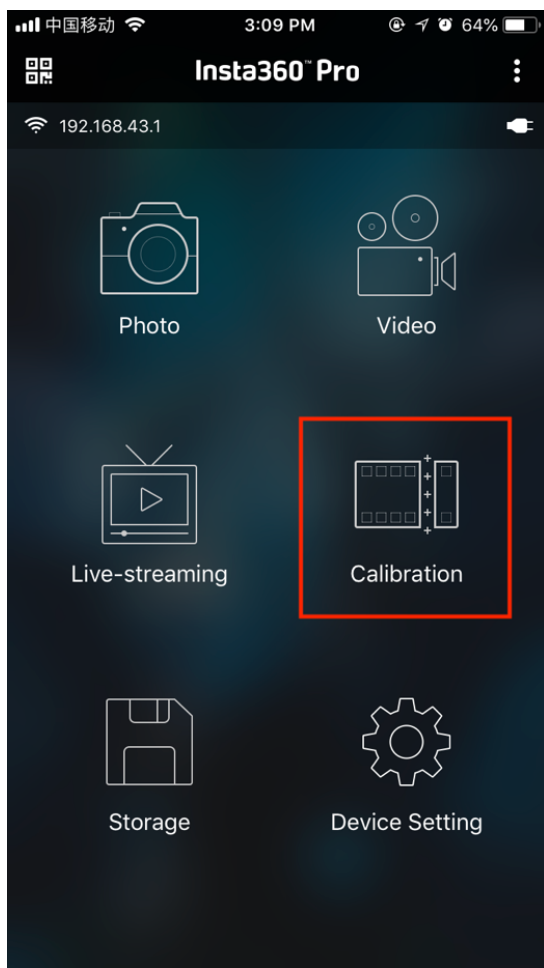 中国移动 3:09 PM 64%
Insta360™ Pro
192.168.43.1
Photo Video
Live-streaming Calibration
Storage Device Setting